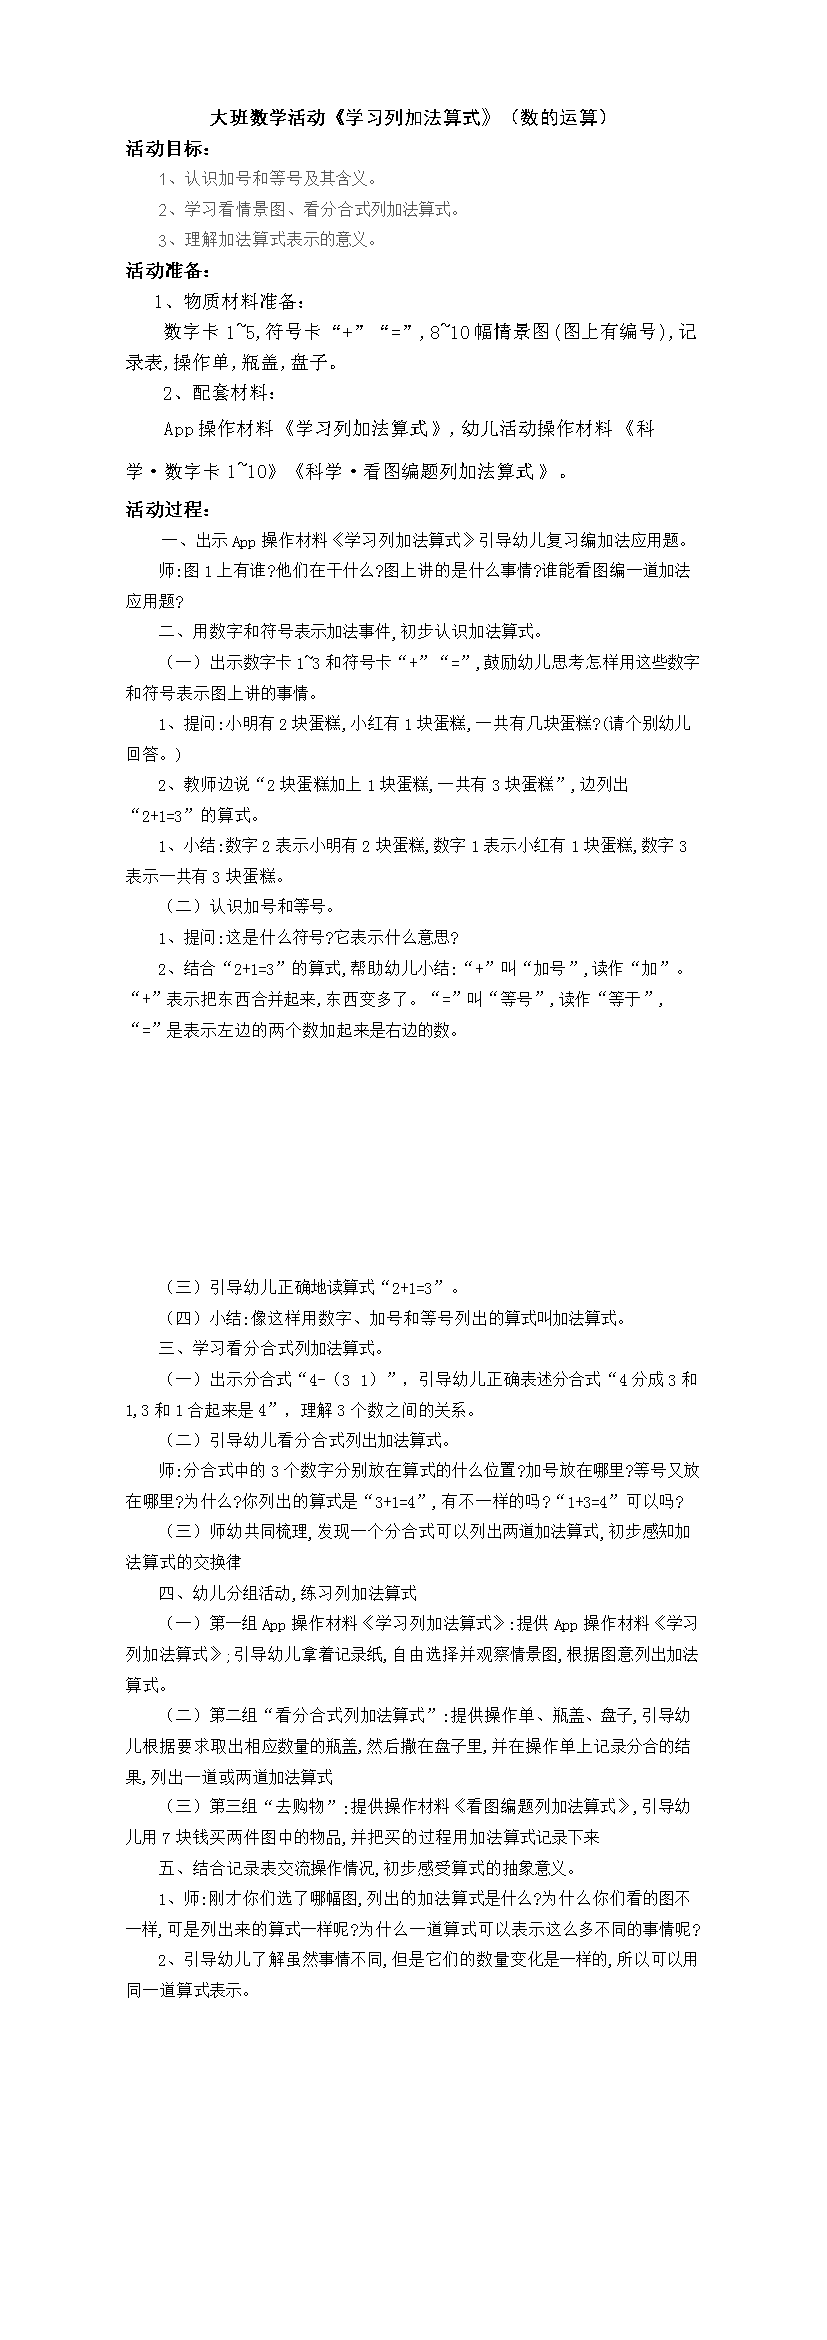 大班数学活动《学习列加法算式》（数的运算）
活动目标：
1、认识加号和等号及其含义。
2、学习看情景图、看分合式列加法算式。
3、理解加法算式表示的意义。
活动准备：
1、物质材料准备：
数字卡 1~5,符号卡“+”“=”,8~10 幅情景图(图上有编号),记
录表,操作单,瓶盖,盘子。
2、配套材料：
App 操作材料《学习列加法算式》,幼儿活动操作材料《科
学·数字卡 1~10》《科学·看图编题列加法算式》。
活动过程：
一、出示 App 操作材料《学习列加法算式》引导幼儿复习编加法应用题。
师:图 1 上有谁?他们在干什么?图上讲的是什么事情?谁能看图编一道加法
应用题?
二、用数字和符号表示加法事件,初步认识加法算式。
（一）出示数字卡 1~3 和符号卡“+”“=”,鼓励幼儿思考怎样用这些数字
和符号表示图上讲的事情。
1、提问:小明有 2 块蛋糕,小红有 1 块蛋糕,一共有几块蛋糕?(请个别幼儿
回答。)
2、教师边说“2 块蛋糕加上 1 块蛋糕,一共有 3 块蛋糕”,边列出
“2+1=3”的算式。
1、小结:数字 2 表示小明有 2 块蛋糕,数字 1 表示小红有 1 块蛋糕,数字 3
表示一共有 3 块蛋糕。
（二）认识加号和等号。
1、提问:这是什么符号?它表示什么意思?
2、结合“2+1=3”的算式,帮助幼儿小结:“+”叫“加号”,读作“加”。
“+”表示把东西合并起来,东西变多了。“=”叫“等号”,读作“等于”,
“=”是表示左边的两个数加起来是右边的数。
（三）引导幼儿正确地读算式“2+1=3”。
（四）小结:像这样用数字、加号和等号列出的算式叫加法算式。
三、学习看分合式列加法算式。
（一）出示分合式“4-（3 1）”，引导幼儿正确表述分合式“4 分成 3 和
1,3 和 1 合起来是 4”，理解 3 个数之间的关系。
（二）引导幼儿看分合式列出加法算式。
师:分合式中的 3 个数字分别放在算式的什么位置?加号放在哪里?等号又放
在哪里?为什么?你列出的算式是“3+1=4”,有不一样的吗?“1+3=4”可以吗?
（三）师幼共同梳理,发现一个分合式可以列出两道加法算式,初步感知加
法算式的交换律
四、幼儿分组活动,练习列加法算式
（一）第一组 App 操作材料《学习列加法算式》:提供 App 操作材料《学习
列加法算式》;引导幼儿拿着记录纸,自由选择并观察情景图,根据图意列出加法
算式。
（二）第二组“看分合式列加法算式”:提供操作单、瓶盖、盘子,引导幼
儿根据要求取出相应数量的瓶盖,然后撒在盘子里,并在操作单上记录分合的结
果,列出一道或两道加法算式
（三）第三组“去购物”:提供操作材料《看图编题列加法算式》,引导幼
儿用 7 块钱买两件图中的物品,并把买的过程用加法算式记录下来
五、结合记录表交流操作情况,初步感受算式的抽象意义。
1、师:刚才你们选了哪幅图,列出的加法算式是什么?为什么你们看的图不
一样,可是列出来的算式一样呢?为什么一道算式可以表示这么多不同的事情呢?
2、引导幼儿了解虽然事情不同,但是它们的数量变化是一样的,所以可以用
同一道算式表示。